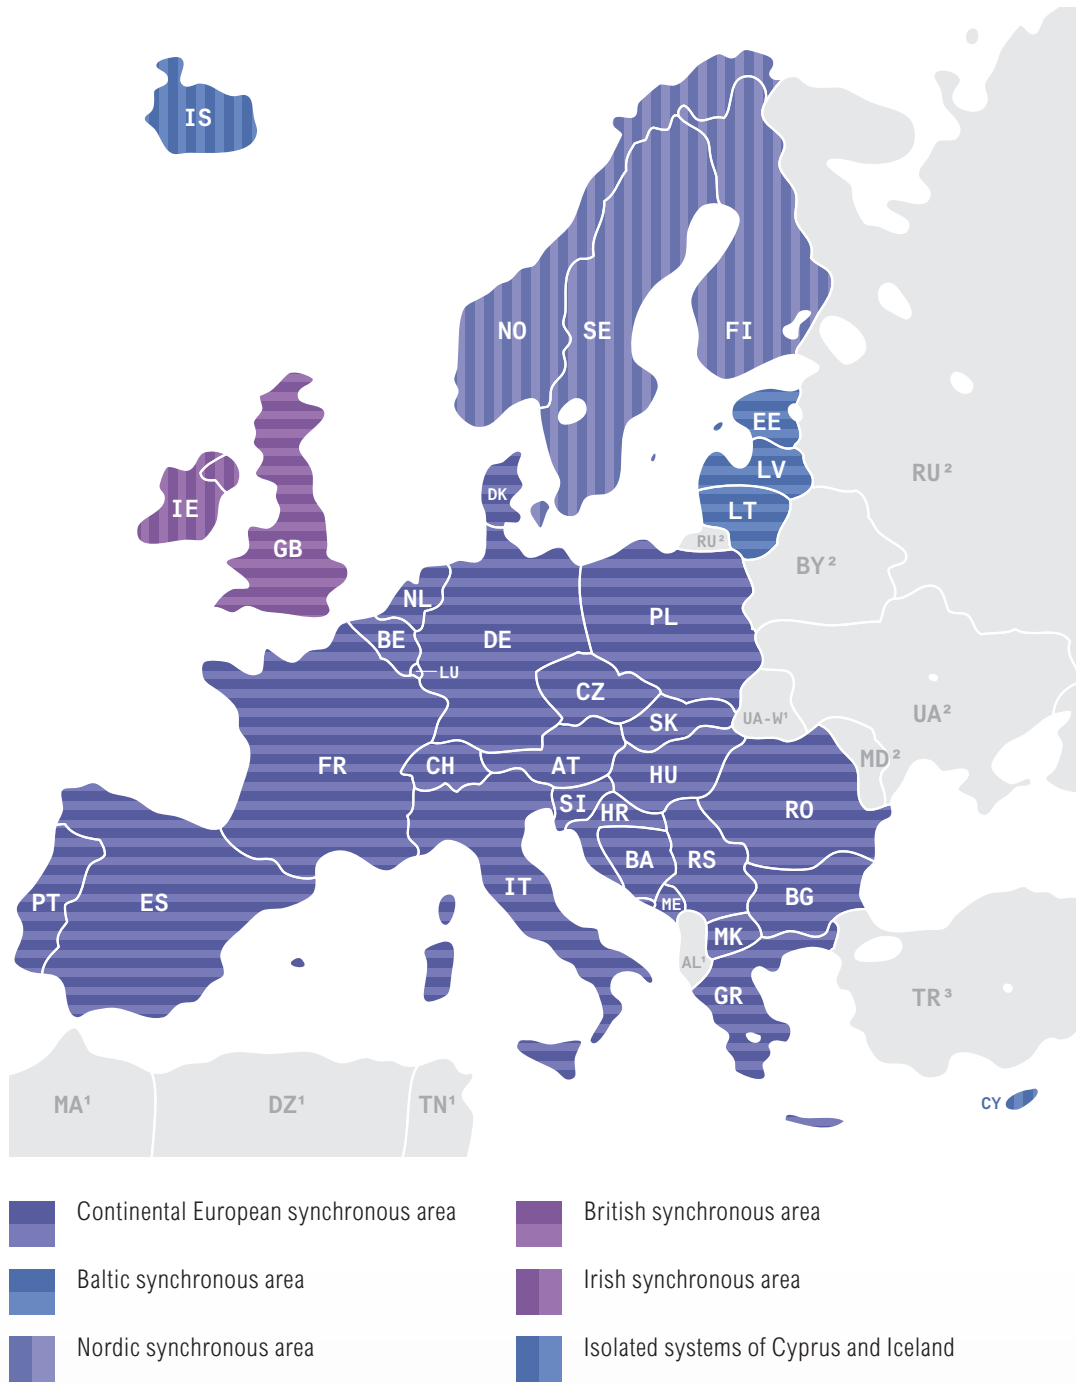 IS
NO
SE
FI
EE
LV
LT
RU²
RU²
BY²
DK
IE
GB
NL
BE
DE
PL
LU
CZ
SK
UA-W¹
UA²
MD²
FR
CH
AT
HU
SI
HR
RO
BA
RS
PT
ES
IT
ME
BG
MK
AL¹
GR
TR³
MA¹
DZ¹
TN¹
CY
Continental European synchronous area
Baltic synchronous area
Nordic synchronous area
British synchronous area
Irish synchronous area
Isolated systems of Cyprus and Iceland